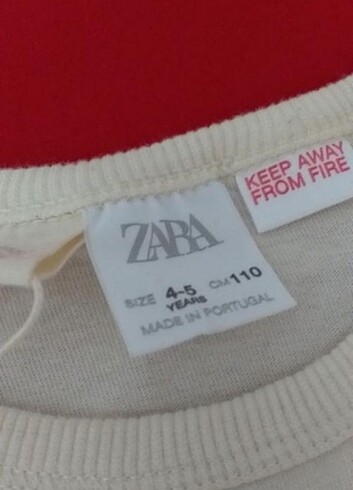 KEEP AWAY
FROM FIRE
ZARA
SIZE 4-5 CM 110
YEARS
MADE IN PORTUGAL